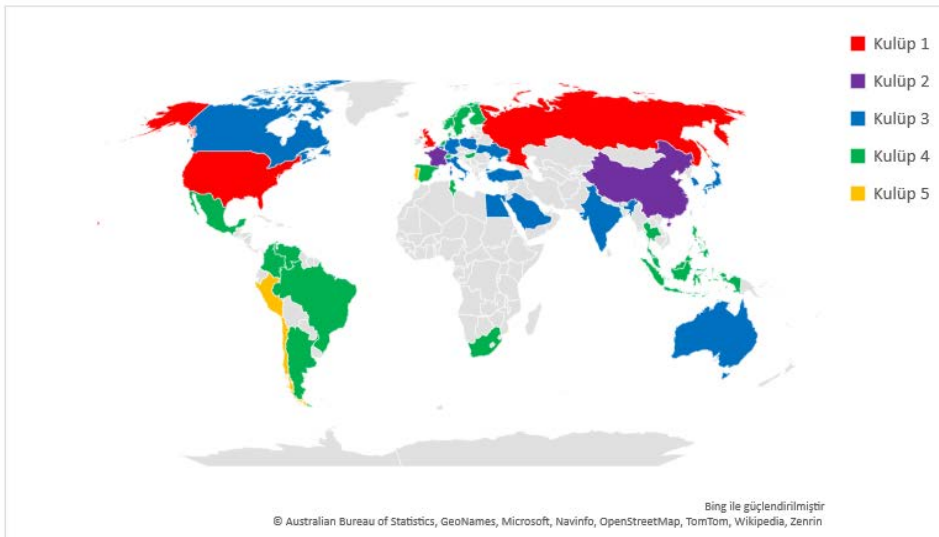 Kulüp 1
Kulüp 2
Kulüp 3
Kulüp 4
Kulüp 5
Bing ile güçlendirilmiştir
© Australian Bureau of Statistics, GeoNames, Microsoft, Navinfo, OpenStreetMap, TomTom, Wikipedia, Zenrin